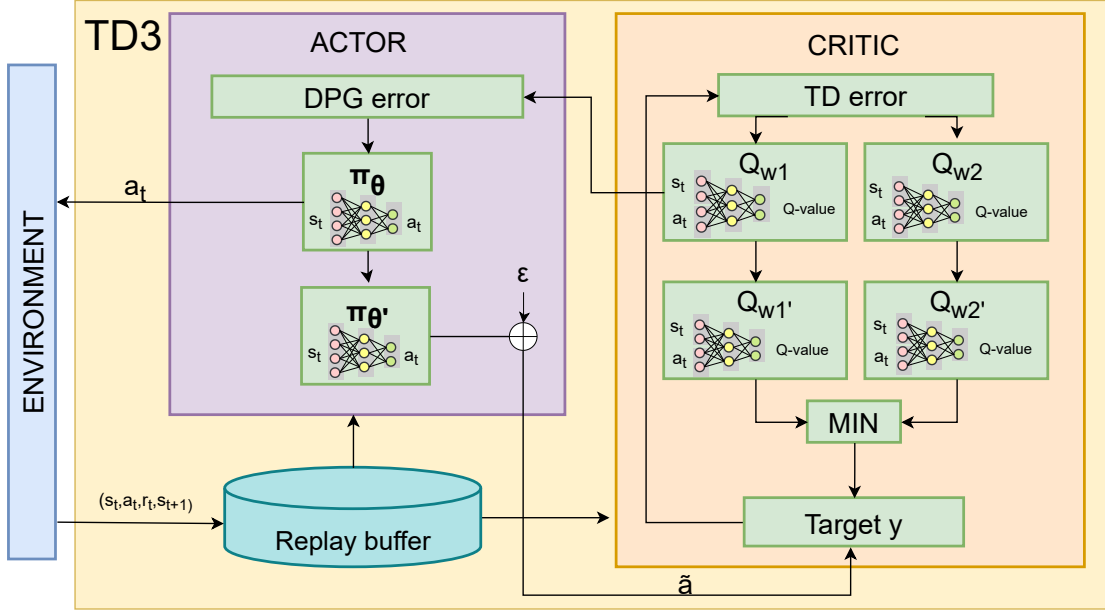 TD3
ACTOR
CRITIC
DPG error
TD error
πθ
s_t
a_t
a_t
ENVIRONMENT
Q_w1
s_t
a_t
Q-value
Q_w2
s_t
a_t
Q-value
ε
πθ'
s_t
a_t
Q_w1'
s_t
a_t
Q-value
Q_w2'
s_t
a_t
Q-value
MIN
(s_t,a_t,r_t,s_t+1)
Replay buffer
Target y
ã